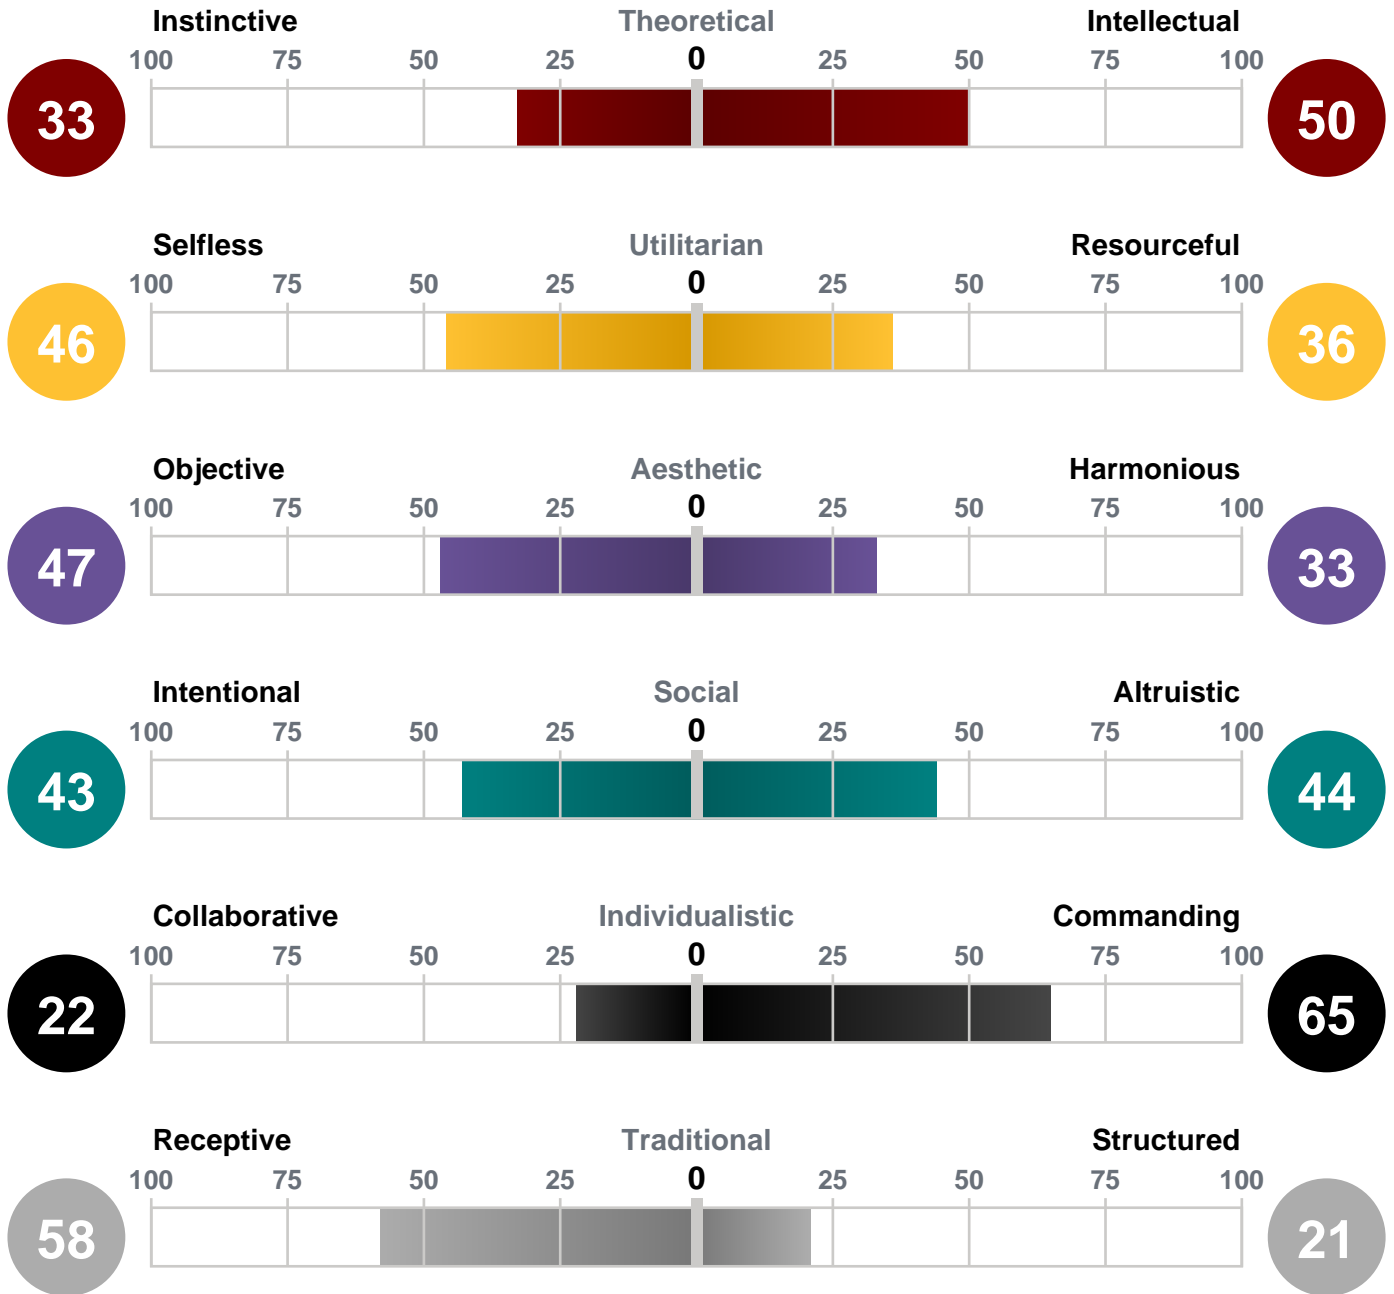 Instinctive Theoretical Intellectual
100 75 50 25 0 25 50 75 100
33 50
Selfless Utilitarian Resourceful
100 75 50 25 0 25 50 75 100
46 36
Objective Aesthetic Harmonious
100 75 50 25 0 25 50 75 100
47 33
Intentional Social Altruistic
100 75 50 25 0 25 50 75 100
43 44
Collaborative Individualistic Commanding
100 75 50 25 0 25 50 75 100
22 65
Receptive Traditional Structured
100 75 50 25 0 25 50 75 100
58 21